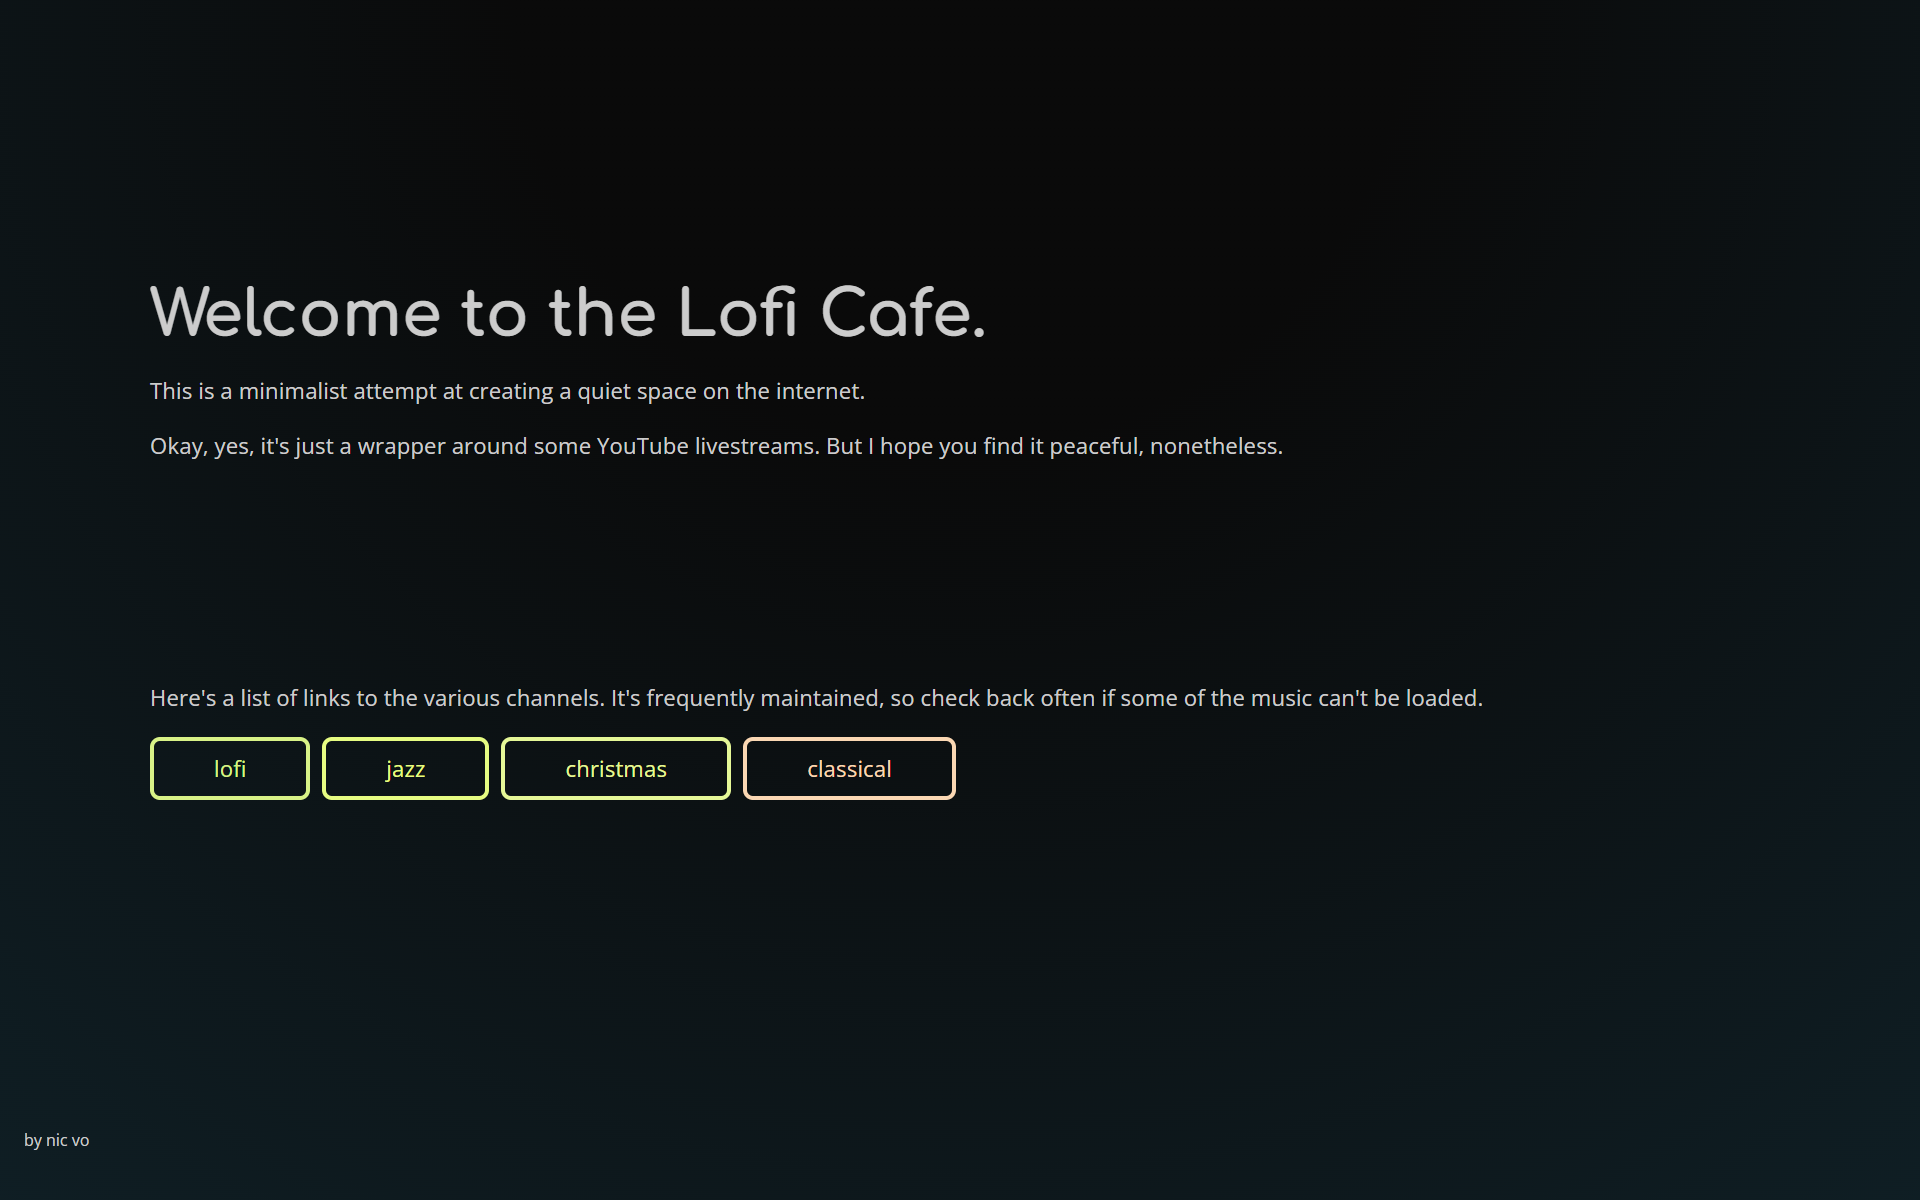 Welcome to the Lofi Cafe.
This is a minimalist attempt at creating a quiet space on the internet.
Okay, yes, it's just a wrapper around some YouTube livestreams. But I hope you find it peaceful, nonetheless.
Here's a list of links to the various channels. It's frequently maintained, so check back often if some of the music can't be loaded.
lofi jazz christmas classical
by nic vo